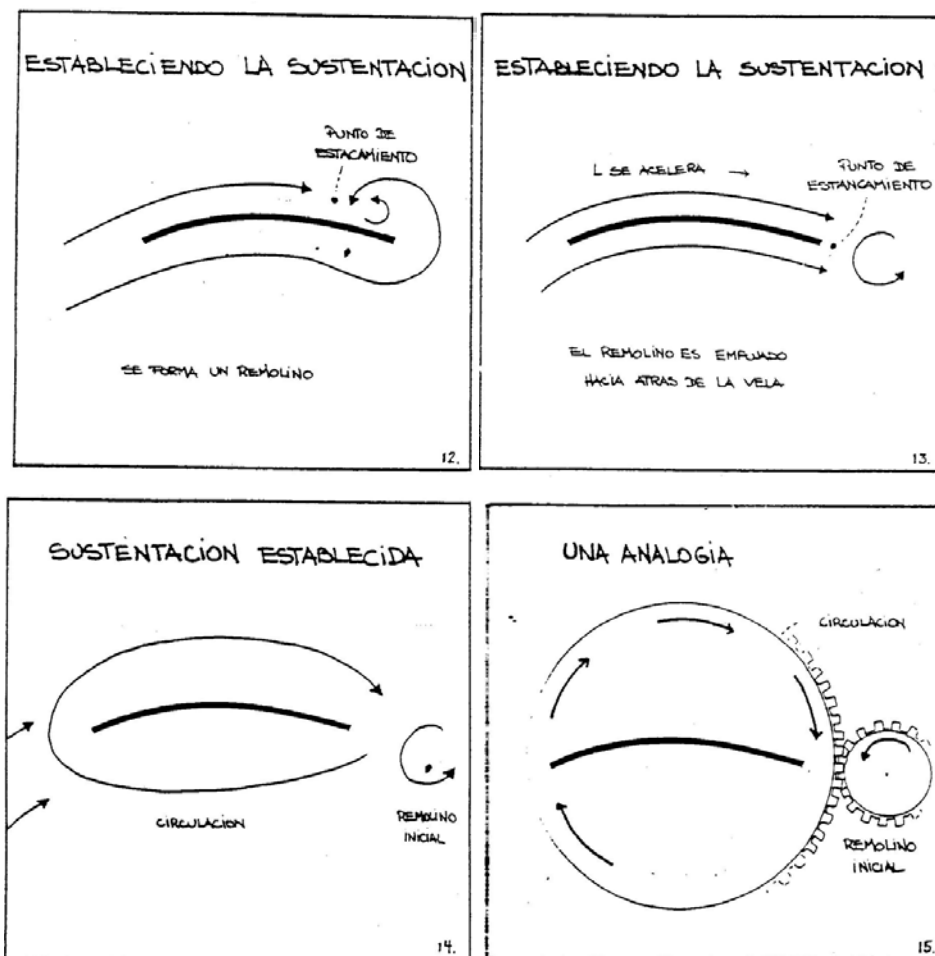 ESTABLECIENDO LA SUSTENTACION
PUNTO DE
ESTACAMIENTO
SE FORMA UN REMOLINO
12.
ESTABLECIENDO LA SUSTENTACION
L SE ACELERA →
PUNTO DE
ESTANCAMIENTO
EL REMOLINO ES EMPUJADO
HACIA ATRAS DE LA VELA
13.
SUSTENTACION ESTABLECIDA
CIRCULACION
REMOLINO
INICIAL
14.
UNA ANALOGIA
CIRCULACION
REMOLINO
INICIAL
15.